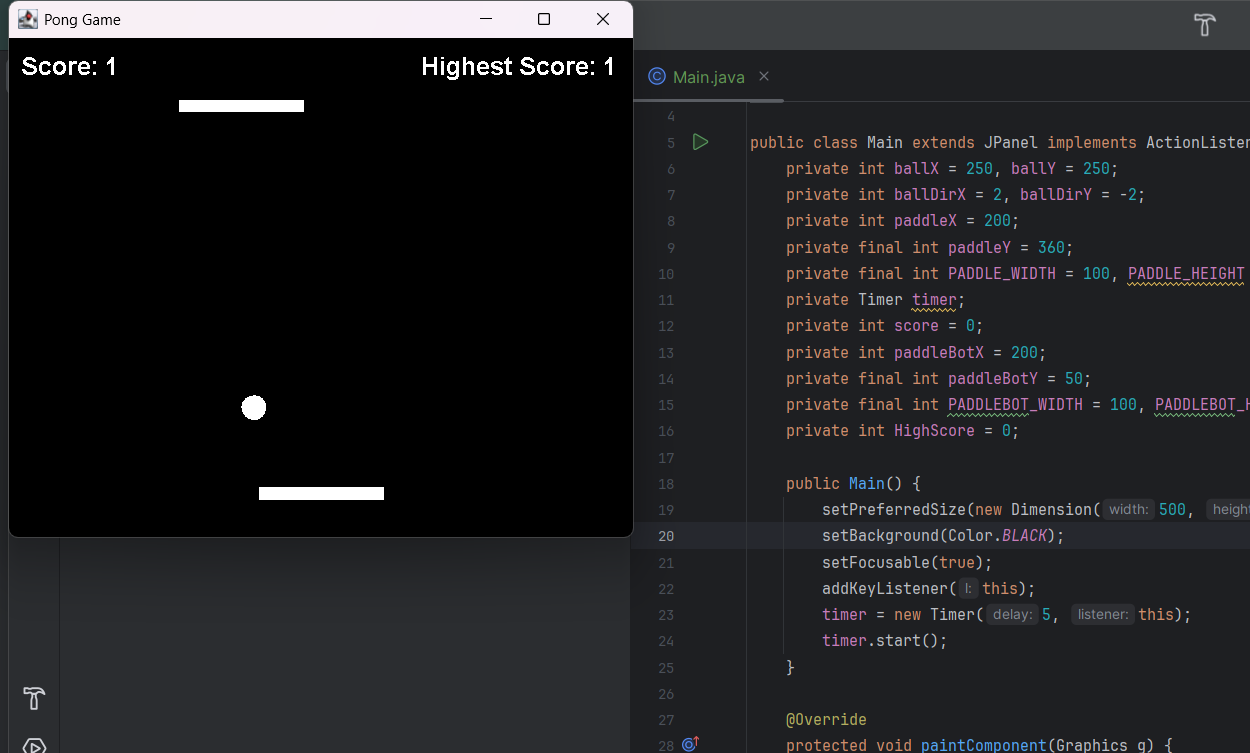 Pong Game
Score: 1
Highest Score: 1
Main.java
4
5 public class Main extends JPanel implements ActionListen
6 private int ballX = 250, ballY = 250;
7 private int ballDirX = 2, ballDirY = -2;
8 private int paddleX = 200;
9 private final int paddleY = 360;
10 private final int PADDLE_WIDTH = 100, PADDLE_HEIGHT
11 private Timer timer;
12 private int score = 0;
13 private int paddleBotX = 200;
14 private final int paddleBotY = 50;
15 private final int PADDLEBOT_WIDTH = 100, PADDLEBOT_H
16 private int HighScore = 0;
17
18 public Main() {
19 setPreferredSize(new Dimension( width: 500, height
20 setBackground(Color.BLACK);
21 setFocusable(true);
22 addKeyListener( l: this);
23 timer = new Timer( delay: 5, listener: this);
24 timer.start();
25 }
26
27 @Override
28 protected void paintComponent(Graphics g) {